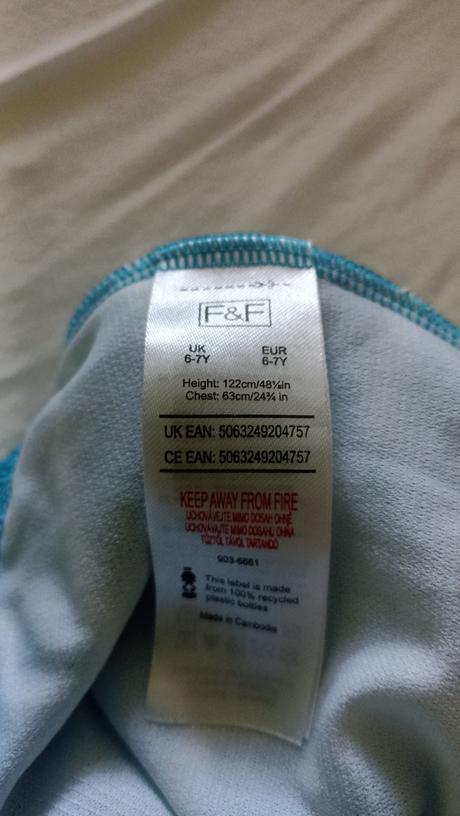 F&F
UK EUR
6-7Y 6-7Y
Height: 122cm/48¼in
Chest: 63cm/24¾ in
UK EAN: 5063249204757
CE EAN: 5063249204757
KEEP AWAY FROM FIRE
UCHOVÁVEJTE MIMO DOSAH OHNĚ
UCHOVÁVAJTE MIMO DOSAHU OHŇA
TŰZTŐL TÁVOL TARTANDÓ
903-6661
This label is made
from 100% recycled
plastic bottles
Made in Cambodia